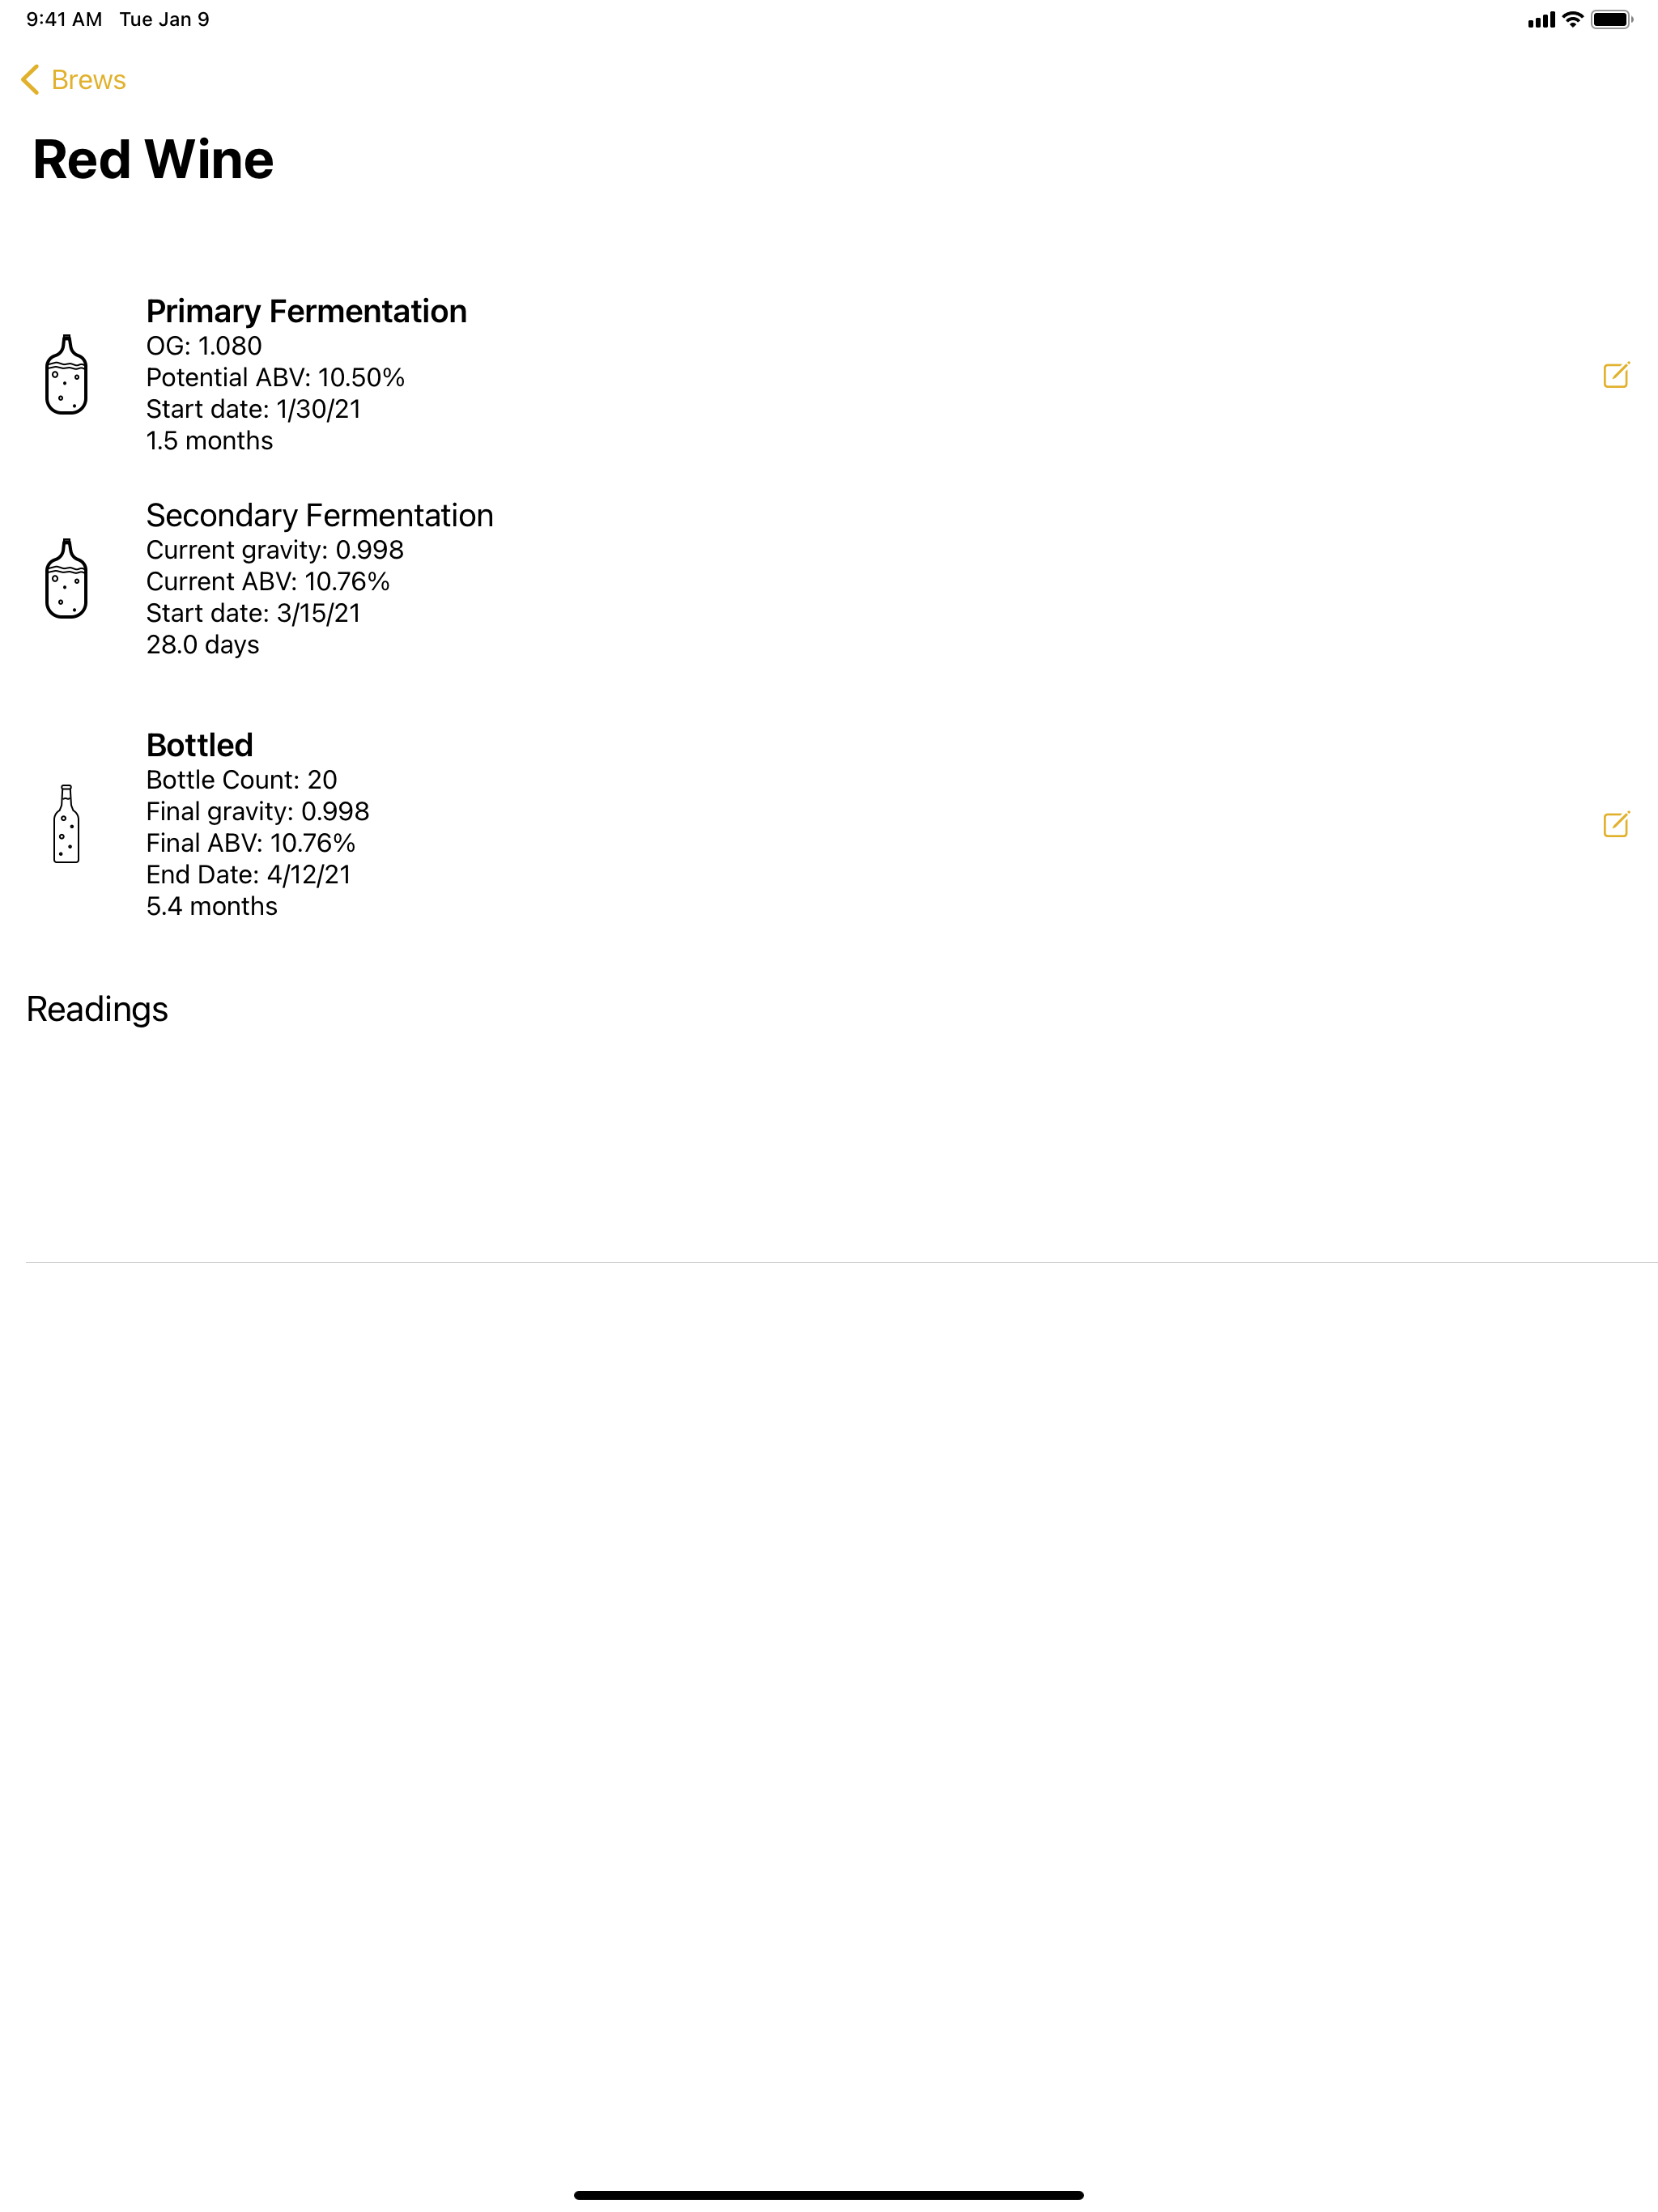 9:41 AM Tue Jan 9
Brews
Red Wine
Primary Fermentation
OG: 1.080
Potential ABV: 10.50%
Start date: 1/30/21
1.5 months
Secondary Fermentation
Current gravity: 0.998
Current ABV: 10.76%
Start date: 3/15/21
28.0 days
Bottled
Bottle Count: 20
Final gravity: 0.998
Final ABV: 10.76%
End Date: 4/12/21
5.4 months
Readings